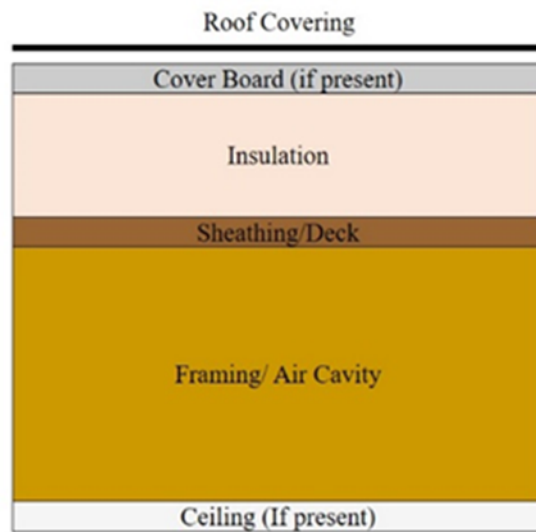 Roof Covering
Cover Board (if present)
Insulation
Sheathing/Deck
Framing/ Air Cavity
Ceiling (If present)